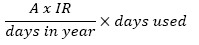 A x IR
days in year × days used